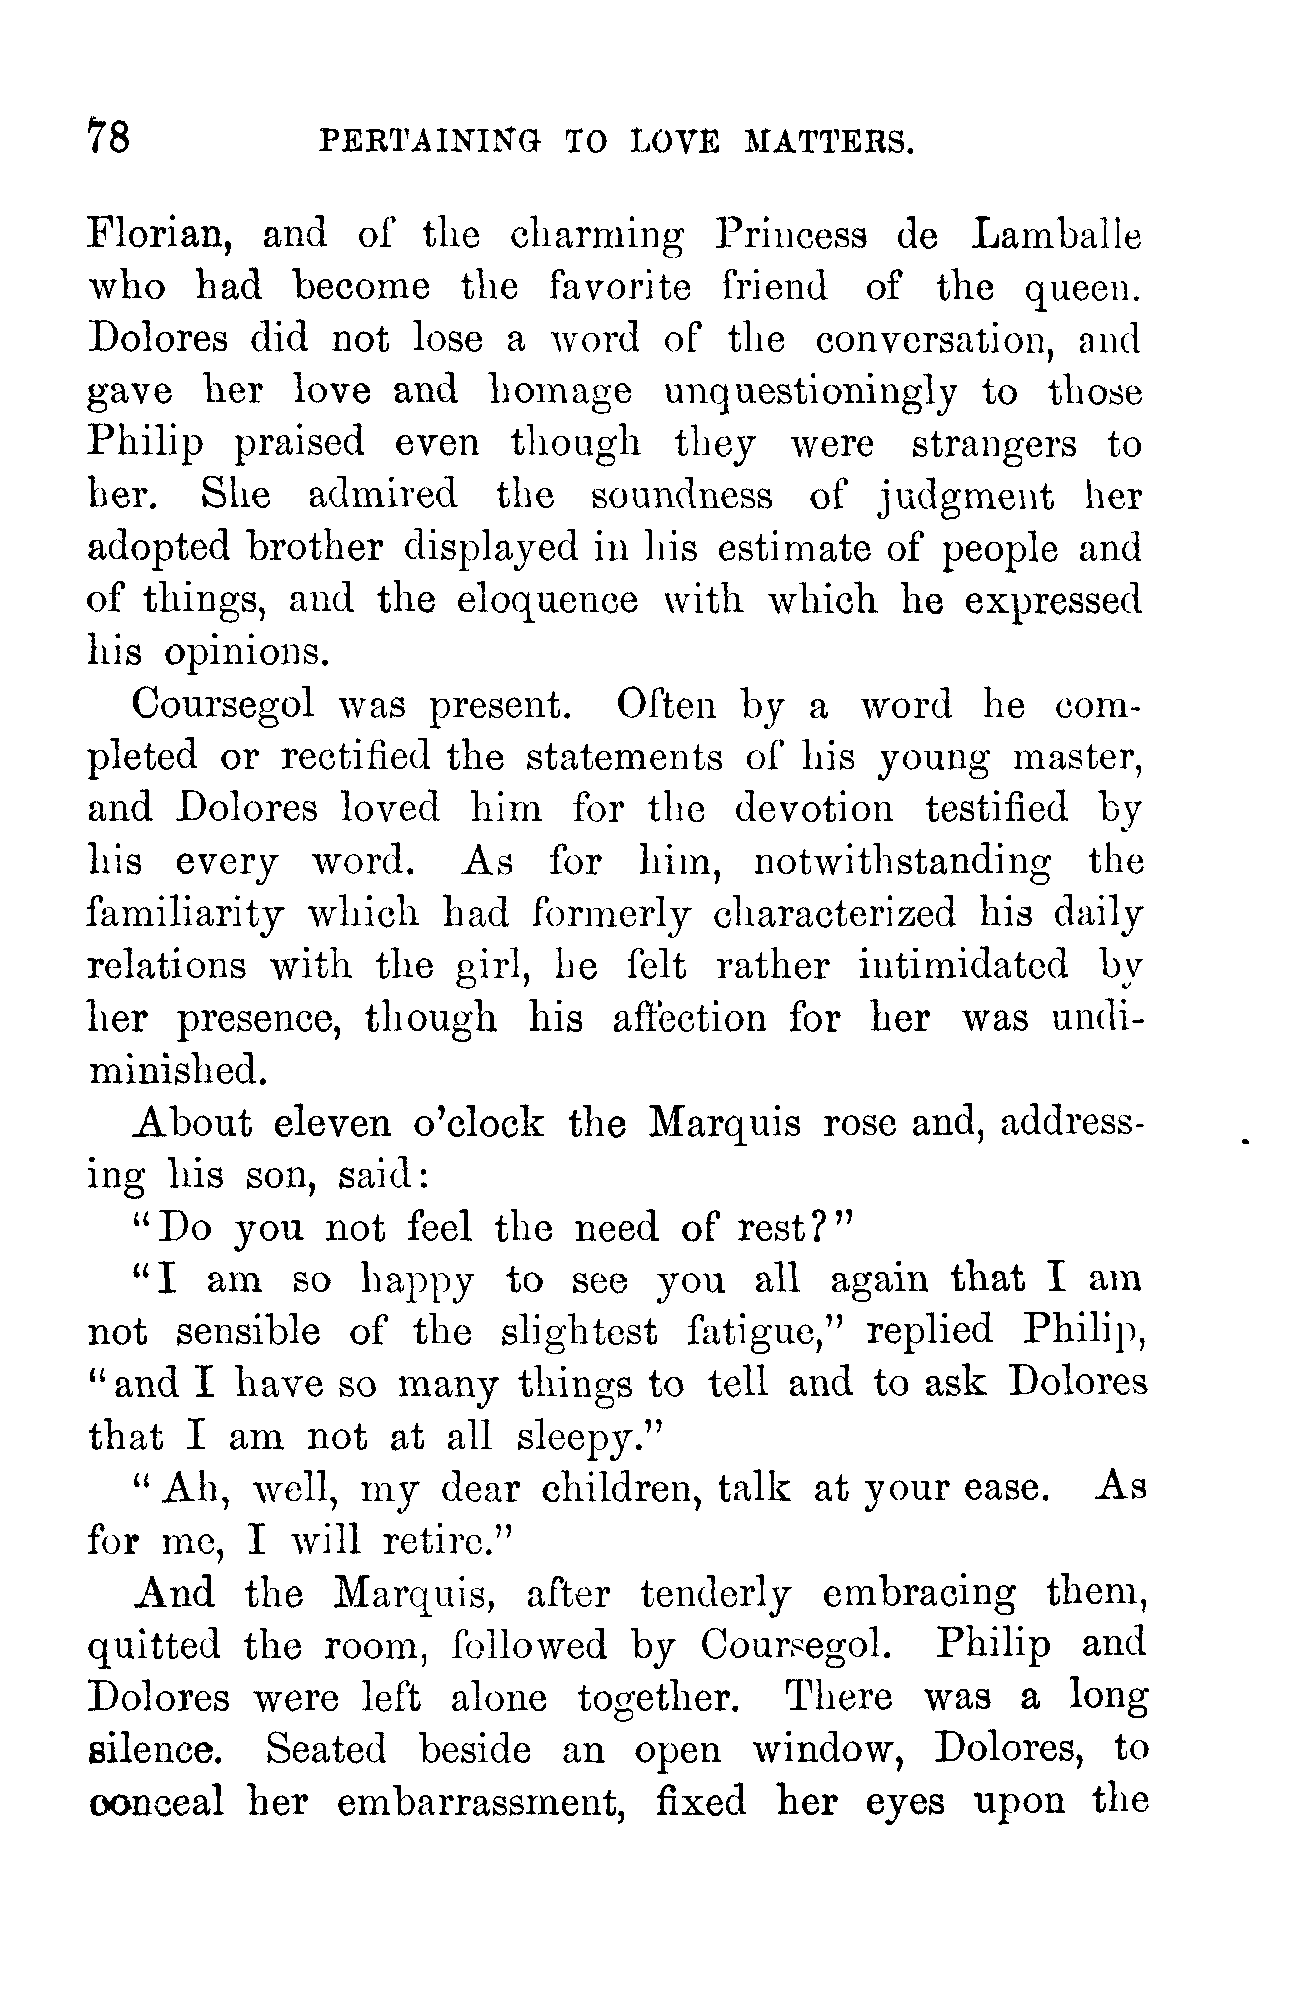 78 PERTAINING TO LOVE MATTERS.
Florian, and of the charming Princess de Lamballe
who had become the favorite friend of the queen.
Dolores did not lose a word of the conversation, and
gave her love and homage unquestioningly to those
Philip praised even though they were strangers to
her. She admired the soundness of judgment her
adopted brother displayed in his estimate of people and
of things, and the eloquence with which he expressed
his opinions.
Coursegol was present. Often by a word he com-
pleted or rectified the statements of his young master,
and Dolores loved him for the devotion testified by
his every word. As for him, notwithstanding the
familiarity which had formerly characterized his daily
relations with the girl, he felt rather intimidated by
her presence, though his affection for her was undi-
minished.
About eleven o'clock the Marquis rose and, address-
ing his son, said:
"Do you not feel the need of rest?"
"I am so happy to see you all again that I am
not sensible of the slightest fatigue," replied Philip,
"and I have so many things to tell and to ask Dolores
that I am not at all sleepy."
"Ah, well, my dear children, talk at your ease. As
for me, I will retire."
And the Marquis, after tenderly embracing them,
quitted the room, followed by Coursegol. Philip and
Dolores were left alone together. There was a long
silence. Seated beside an open window, Dolores, to
conceal her embarrassment, fixed her eyes upon the